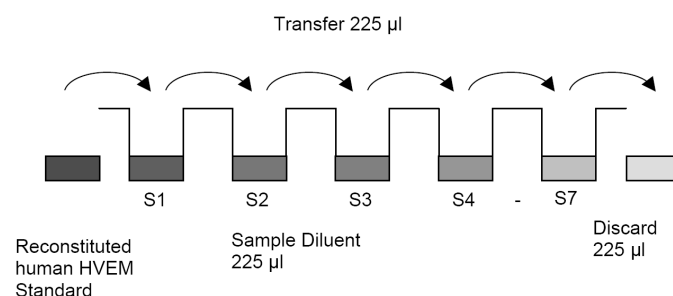 Transfer 225 µl
S1 S2 S3 S4 - S7
Reconstituted
human HVEM
Standard
Sample Diluent
225 µl
Discard
225 µl